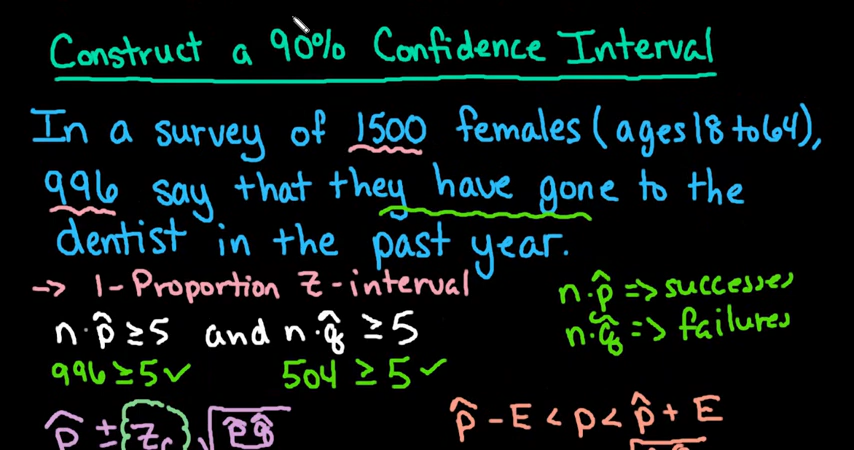 Construct a 90% Confidence Interval
In a survey of 1500 females (ages 18 to 64),
996 say that they have gone to the
dentist in the past year.
→ 1-Proportion Z-interval
n·p̂ ≥ 5 and n·q̂ ≥ 5
996 ≥ 5 ✓ 504 ≥ 5 ✓
n·p̂ => successes
n·q̂ => failures
p̂ ± Zc √p̂q̂
p̂ - E < p < p̂ + E